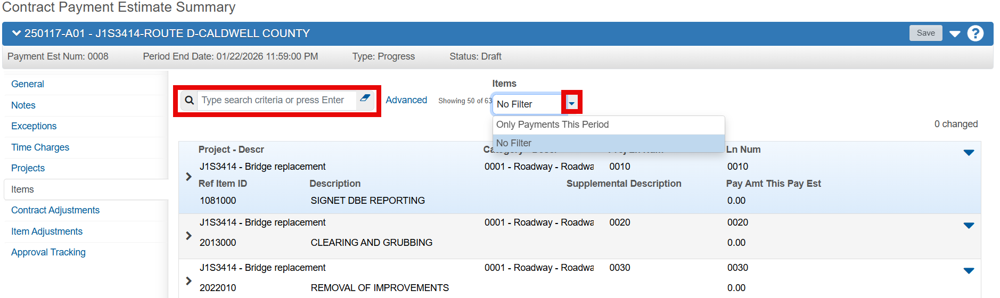 Contract Payment Estimate Summary
250117-A01 - J1S3414-ROUTE D-CALDWELL COUNTY Save ?
Payment Est Num: 0008 Period End Date: 01/22/2026 11:59:00 PM Type: Progress Status: Draft
General
Notes
Exceptions
Time Charges
Projects
Items
Contract Adjustments
Item Adjustments
Approval Tracking
Items
Type search criteria or press Enter Advanced Showing 50 of 63 No Filter
Only Payments This Period
No Filter
0 changed
Project - Descr Ln Num
J1S3414 - Bridge replacement 0001 - Roadway - Roadwa 0010 0010
Ref Item ID Description Supplemental Description Pay Amt This Pay Est
1081000 SIGNET DBE REPORTING 0.00
J1S3414 - Bridge replacement 0001 - Roadway - Roadwa 0020 0020
2013000 CLEARING AND GRUBBING 0.00
J1S3414 - Bridge replacement 0001 - Roadway - Roadwa 0030 0030
2022010 REMOVAL OF IMPROVEMENTS 0.00